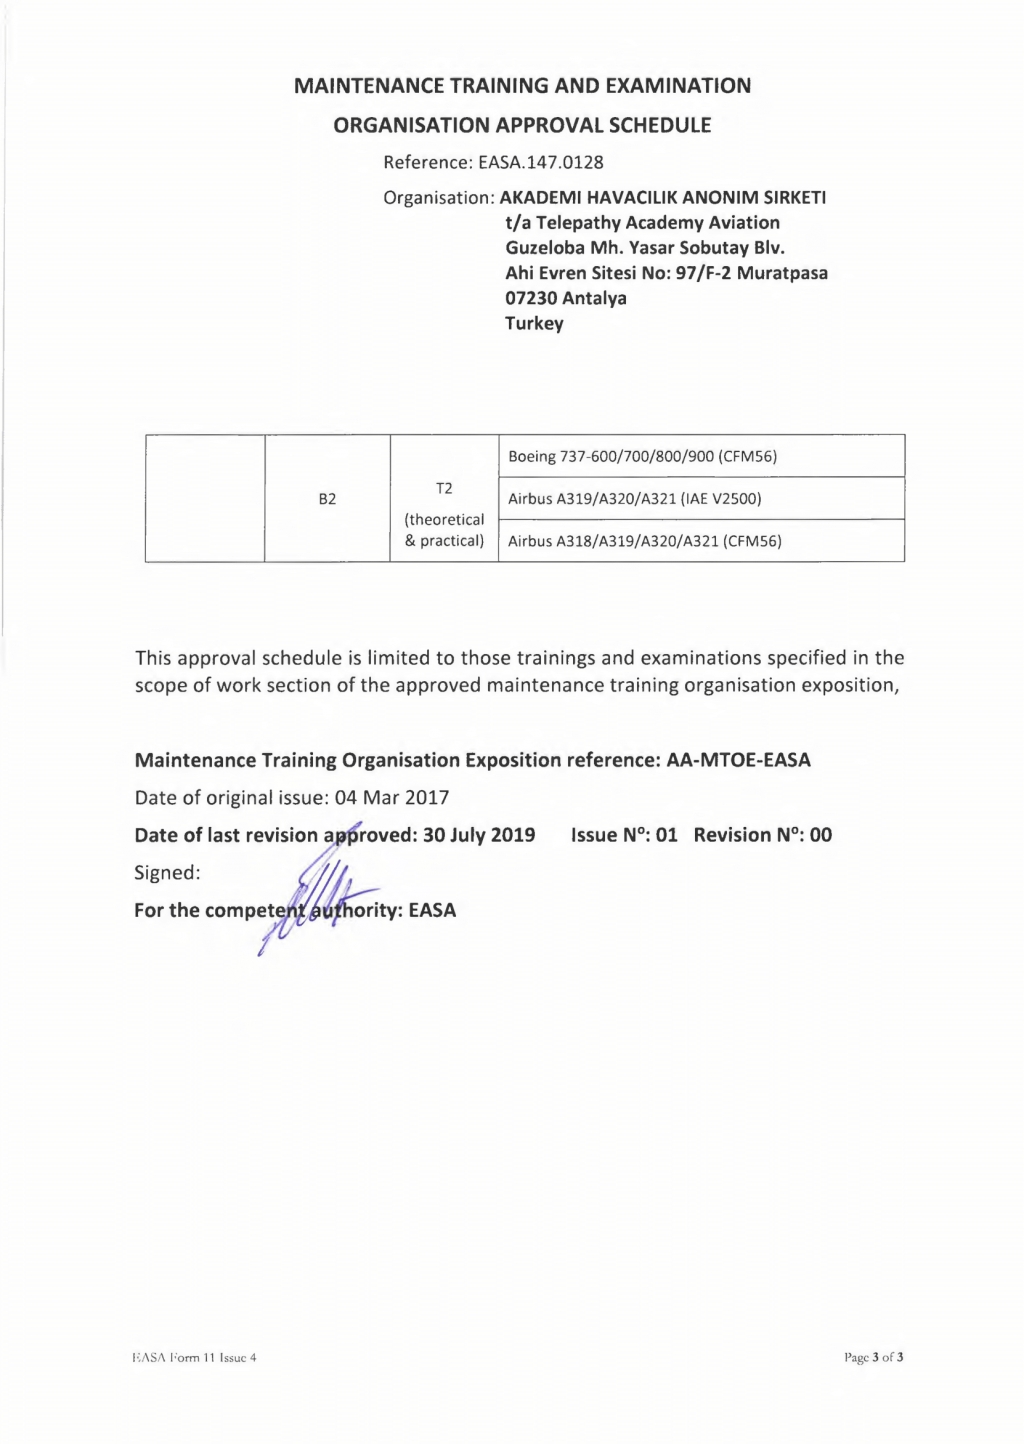 MAINTENANCE TRAINING AND EXAMINATION
ORGANISATION APPROVAL SCHEDULE
Reference: EASA.147.0128
Organisation: AKADEMI HAVACILIK ANONIM SIRKETI
t/a Telepathy Academy Aviation
Guzeloba Mh. Yasar Sobutay Blv.
Ahi Evren Sitesi No: 97/F-2 Muratpasa
07230 Antalya
Turkey
B2
T2
(theoretical
& practical)
Boeing 737-600/700/800/900 (CFM56)
Airbus A319/A320/A321 (IAE V2500)
Airbus A318/A319/A320/A321 (CFM56)
This approval schedule is limited to those trainings and examinations specified in the
scope of work section of the approved maintenance training organisation exposition,
Maintenance Training Organisation Exposition reference: AA-MTOE-EASA
Date of original issue: 04 Mar 2017
Date of last revision approved: 30 July 2019 Issue Nº: 01 Revision Nº: 00
Signed:
For the competent authority: EASA
EASA Form 11 Issue 4
Page 3 of 3